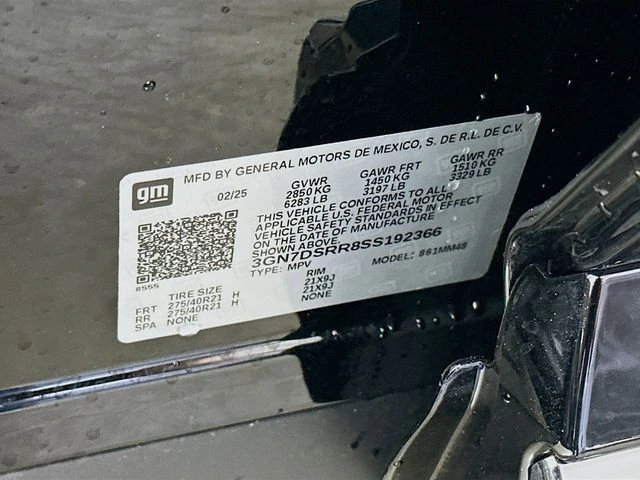 MFD BY GENERAL MOTORS DE MEXICO, S. DE R.L. DE C.V.
gm
02/25
GVWR GAWR FRT GAWR RR
2850 KG 1450 KG 1510 KG
6283 LB 3197 LB 3329 LB
THIS VEHICLE CONFORMS TO ALL
APPLICABLE U.S. FEDERAL MOTOR
VEHICLE SAFETY STANDARDS IN EFFECT
ON THE DATE OF MANUFACTURE
SHOWN ABOVE.
3GN7DSRR8SS192366
TYPE: MPV MODEL: 861MM48
8555
TIRE SIZE RIM
FRT 275/40R21 H 21X9J
RR 275/40R21 H 21X9J
SPA NONE NONE